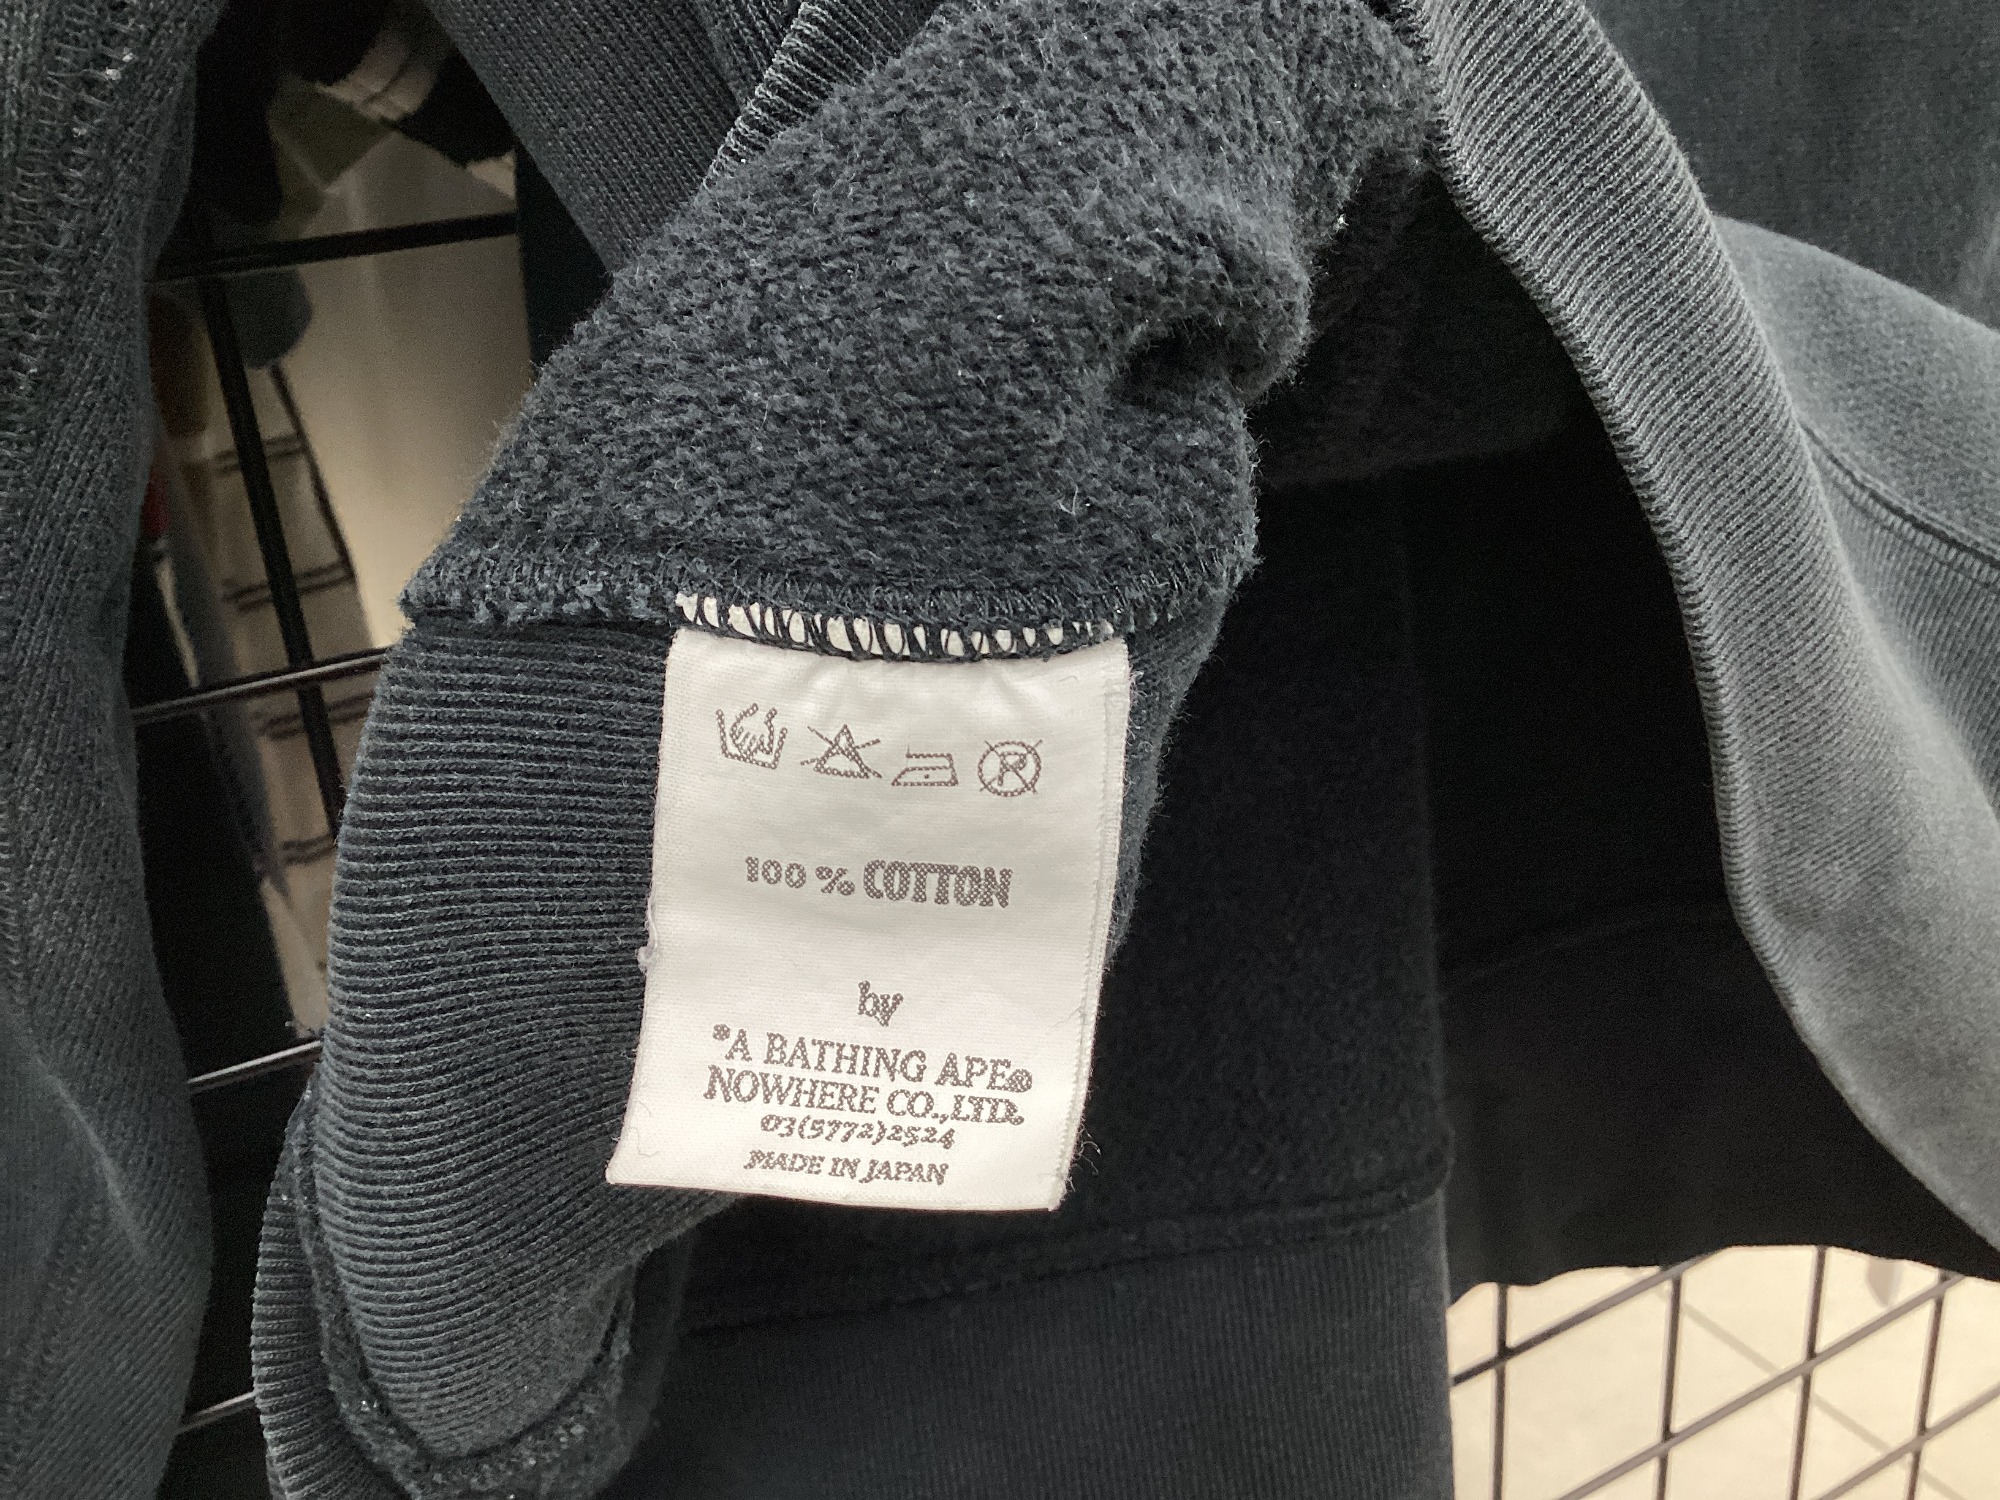 100% COTTON
by
®A BATHING APE®
NOWHERE CO.,LTD.
03(5772)2524
MADE IN JAPAN